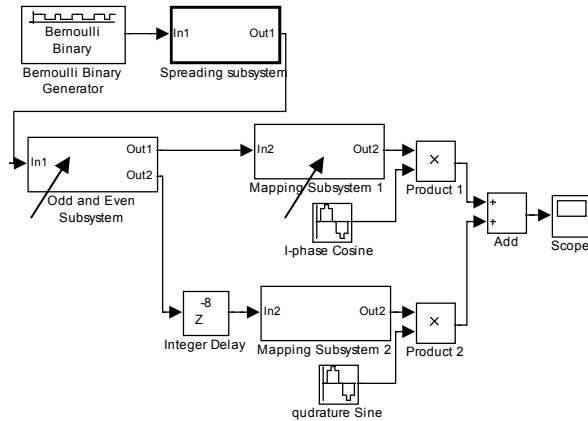 Bernoulli
Binary
Bernoulli Binary
Generator
In1
Out1
Spreading subsystem
In1
Out1
Out2
Odd and Even
Subsystem
In2
Out2
Mapping Subsystem 1
×
Product 1
I-phase Cosine
+
+
Add
Scope
-8
Z
Integer Delay
In2
Out2
Mapping Subsystem 2
×
Product 2
qudrature Sine